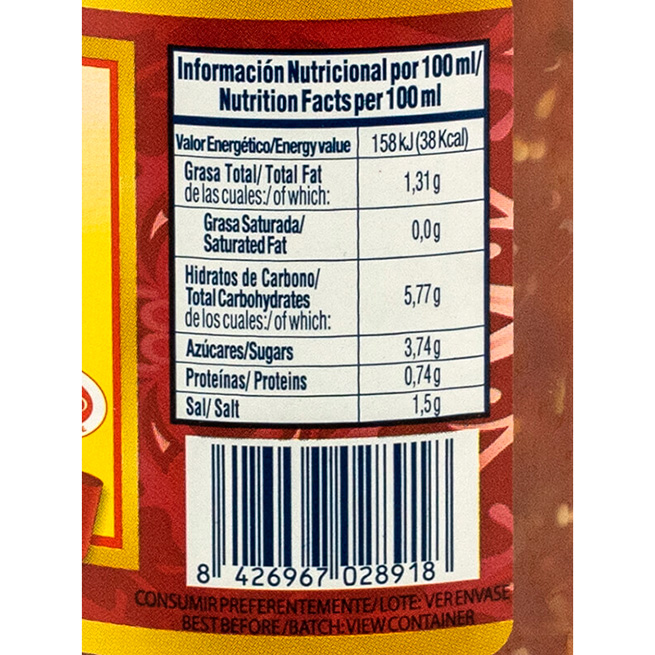 Información Nutricional por 100 ml/
Nutrition Facts per 100 ml
Valor Energético/Energy value 158 kJ (38 Kcal)
Grasa Total/ Total Fat
de las cuales:/ of which: 1,31 g
Grasa Saturada/
Saturated Fat 0,0 g
Hidratos de Carbono/
Total Carbohydrates
de los cuales:/ of which: 5,77 g
Azúcares/Sugars 3,74 g
Proteínas/ Proteins 0,74 g
Sal/ Salt 1,5 g
8 426967 028918
CONSUMIR PREFERENTEMENTE/LOTE: VER ENVASE
BEST BEFORE/BATCH: VIEW CONTAINER